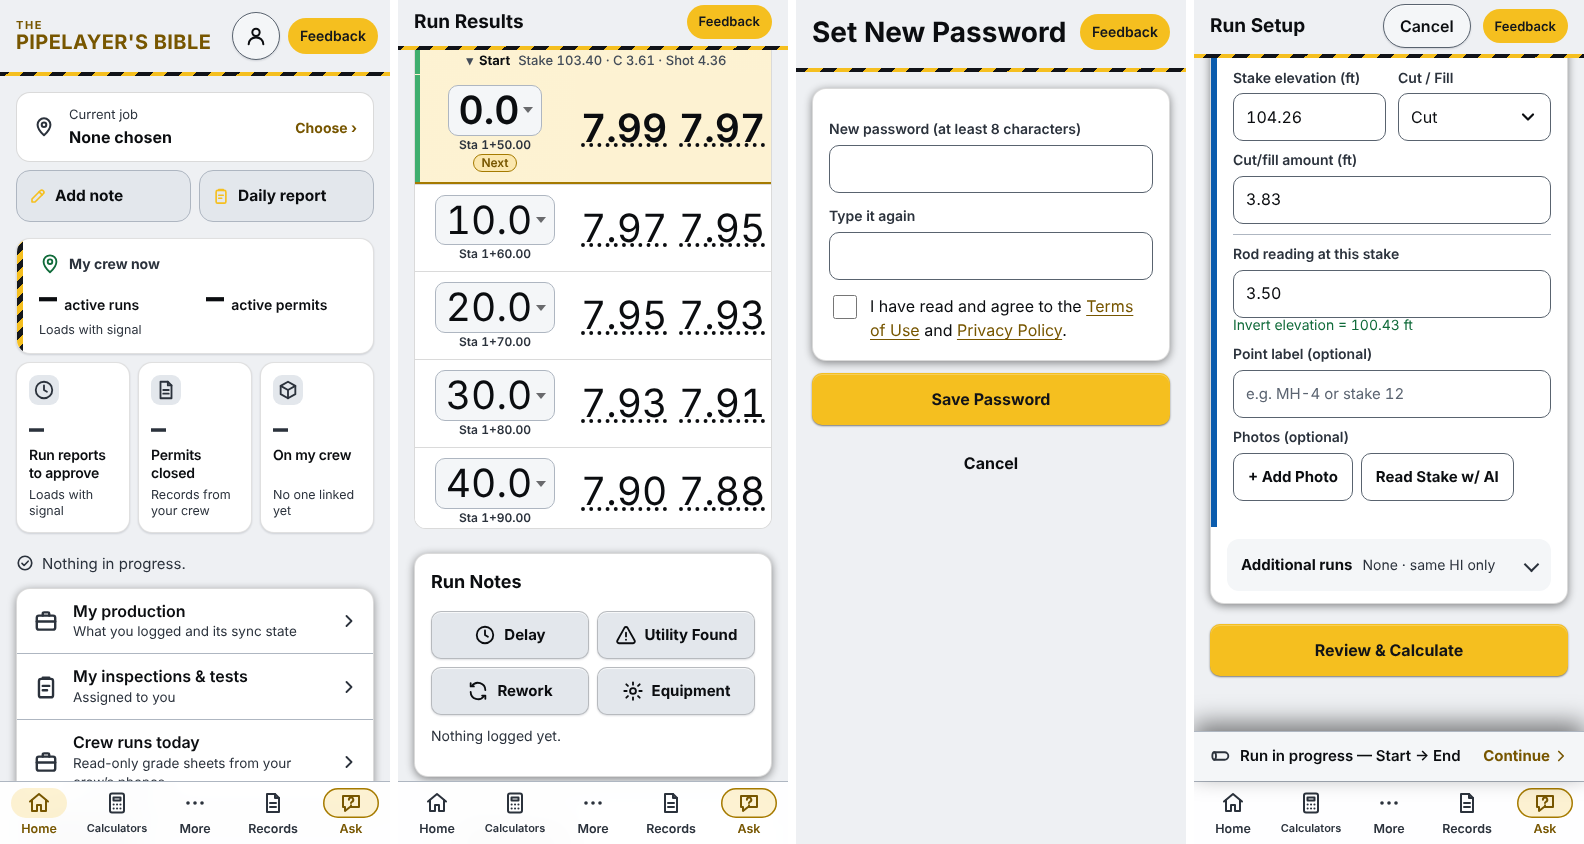 THE
PIPELAYER'S BIBLE
Feedback
Current job
None chosen
Choose ›
Add note
Daily report
My crew now
– active runs
– active permits
Loads with signal
–
Run reports
to approve
Loads with
signal
–
Permits
closed
Records from
your crew
–
On my crew
No one linked
yet
Nothing in progress.
My production
What you logged and its sync state
My inspections & tests
Assigned to you
Crew runs today
Read-only grade sheets from your
Home
Calculators
More
Records
Ask
Run Results
Feedback
▾ Start Stake 103.40 · C 3.61 · Shot 4.36
0.0 7.99 7.97
Sta 1+50.00
Next
10.0 7.97 7.95
Sta 1+60.00
20.0 7.95 7.93
Sta 1+70.00
30.0 7.93 7.91
Sta 1+80.00
40.0 7.90 7.88
Sta 1+90.00
Run Notes
Delay
Utility Found
Rework
Equipment
Nothing logged yet.
Home
Calculators
More
Records
Ask
Set New Password
Feedback
New password (at least 8 characters)
Type it again
I have read and agree to the Terms
of Use and Privacy Policy.
Save Password
Cancel
Run Setup
Cancel
Feedback
Stake elevation (ft)
Cut / Fill
104.26
Cut
Cut/fill amount (ft)
3.83
Rod reading at this stake
3.50
Invert elevation = 100.43 ft
Point label (optional)
e.g. MH-4 or stake 12
Photos (optional)
+ Add Photo
Read Stake w/ AI
Additional runs None · same HI only
Review & Calculate
Run in progress — Start → End
Continue ›
Home
Calculators
More
Records
Ask